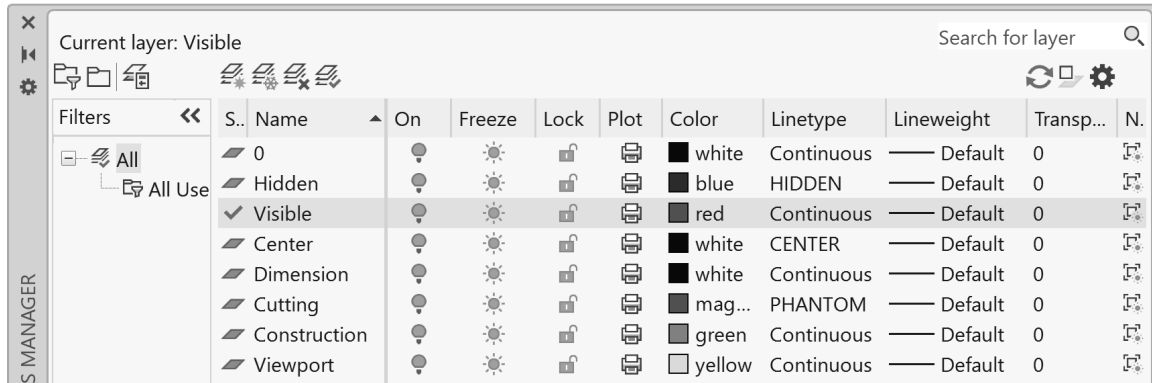 Current layer: Visible
Search for layer
Filters
S.. Name On Freeze Lock Plot Color Linetype Lineweight Transp... N.
All
All Use
0 white Continuous Default 0
Hidden blue HIDDEN Default 0
Visible red Continuous Default 0
Center white CENTER Default 0
Dimension white Continuous Default 0
Cutting mag... PHANTOM Default 0
Construction green Continuous Default 0
Viewport yellow Continuous Default 0
S MANAGER